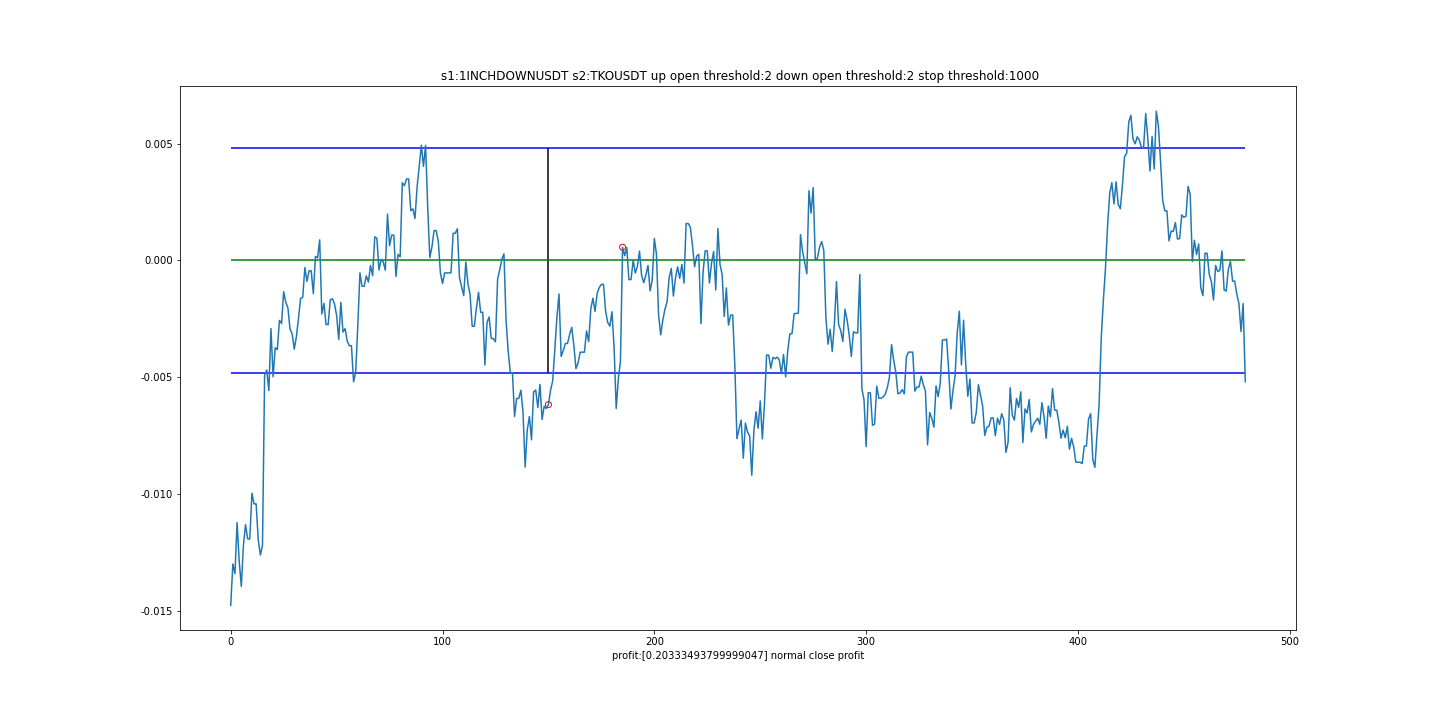 s1:1INCHDOWNUSDT s2:TKOUSDT up open threshold:2 down open threshold:2 stop threshold:1000
0.005
0.000
-0.005
-0.010
-0.015
0 100 200 300 400 500
profit:[0.20333493799999047] normal close profit